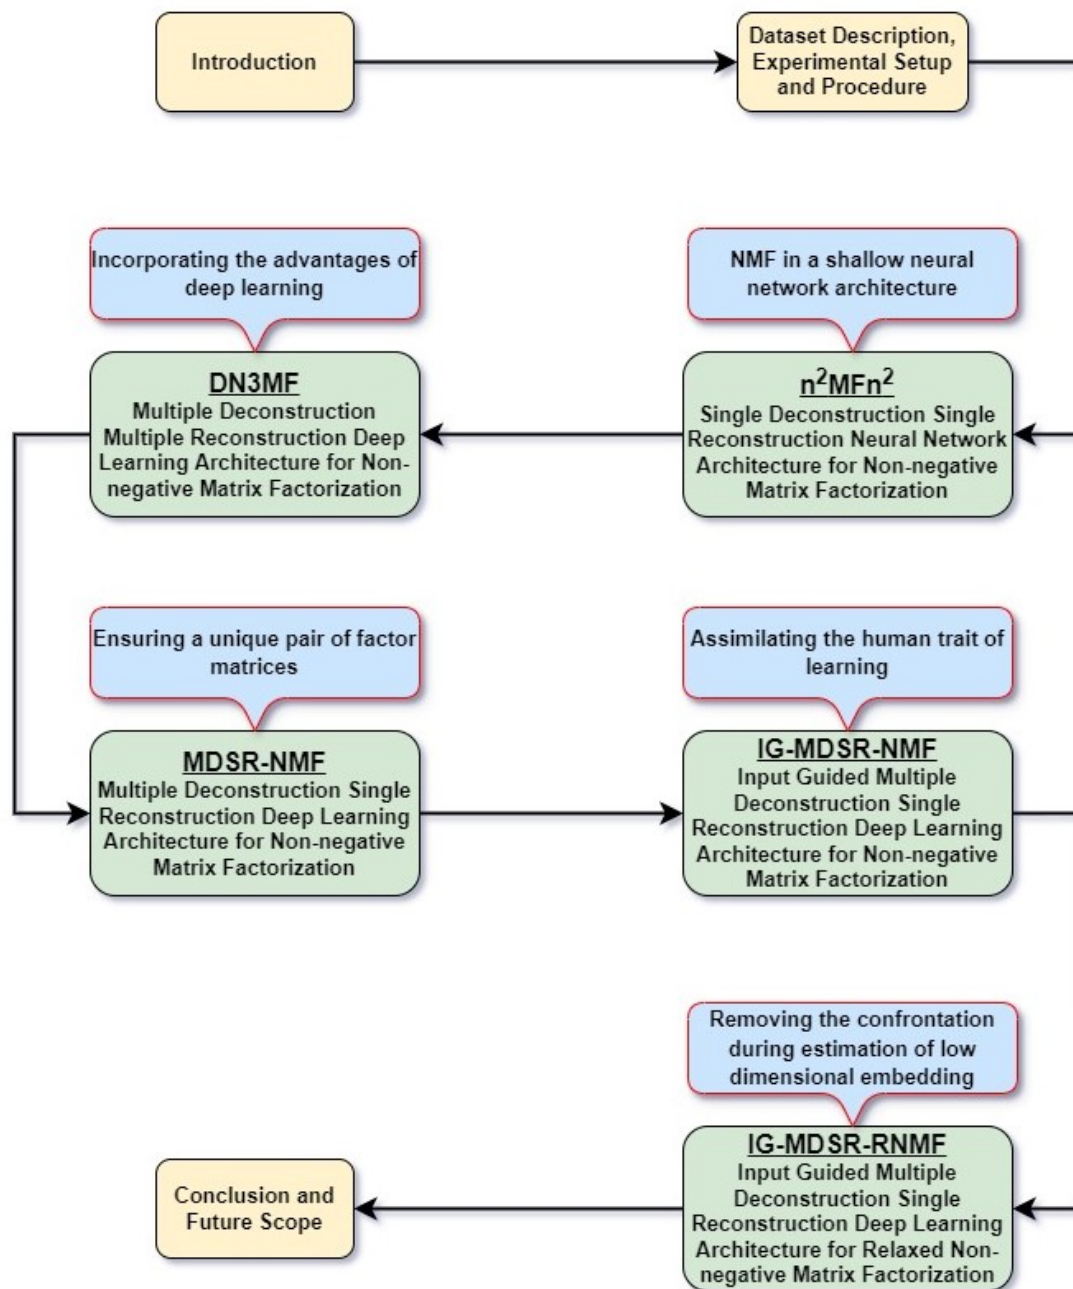 Introduction
Dataset Description,
Experimental Setup
and Procedure
NMF in a shallow neural
network architecture
n²MFn²
Single Deconstruction Single
Reconstruction Neural Network
Architecture for Non-negative
Matrix Factorization
Incorporating the advantages of
deep learning
DN3MF
Multiple Deconstruction
Multiple Reconstruction Deep
Learning Architecture for Non-
negative Matrix Factorization
Ensuring a unique pair of factor
matrices
MDSR-NMF
Multiple Deconstruction Single
Reconstruction Deep Learning
Architecture for Non-negative
Matrix Factorization
Assimilating the human trait of
learning
IG-MDSR-NMF
Input Guided Multiple
Deconstruction Single
Reconstruction Deep Learning
Architecture for Non-negative
Matrix Factorization
Removing the confrontation
during estimation of low
dimensional embedding
IG-MDSR-RNMF
Input Guided Multiple
Deconstruction Single
Reconstruction Deep Learning
Architecture for Relaxed Non-
negative Matrix Factorization
Conclusion and
Future Scope